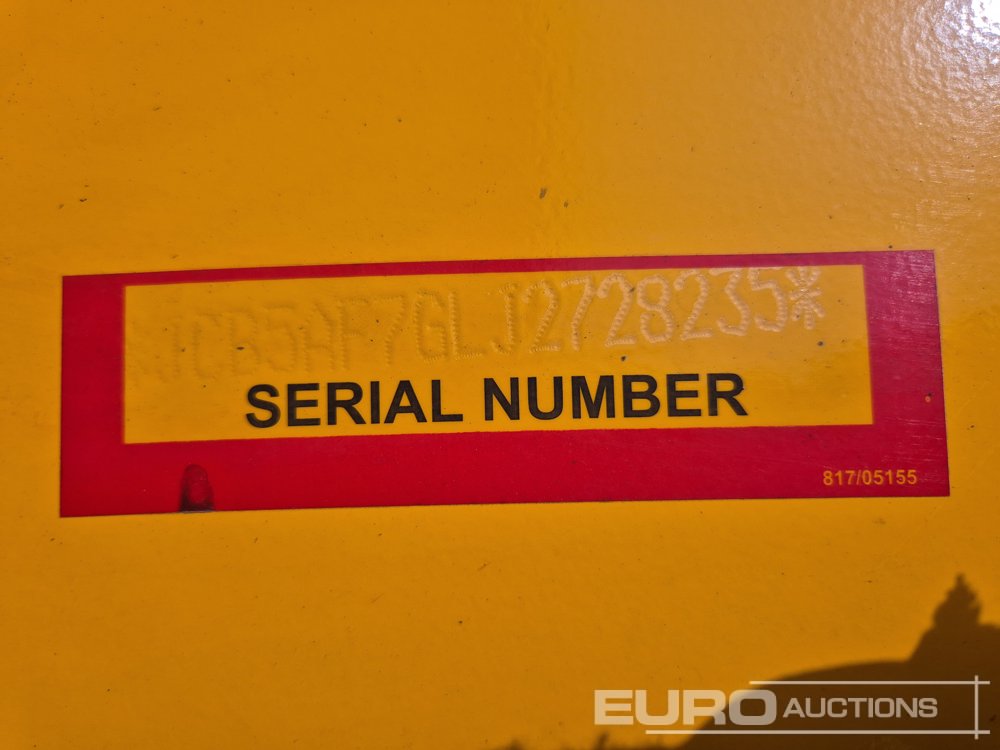 *JCB5AF7GLJ2728235*
SERIAL NUMBER
817/05155
EURO AUCTIONS